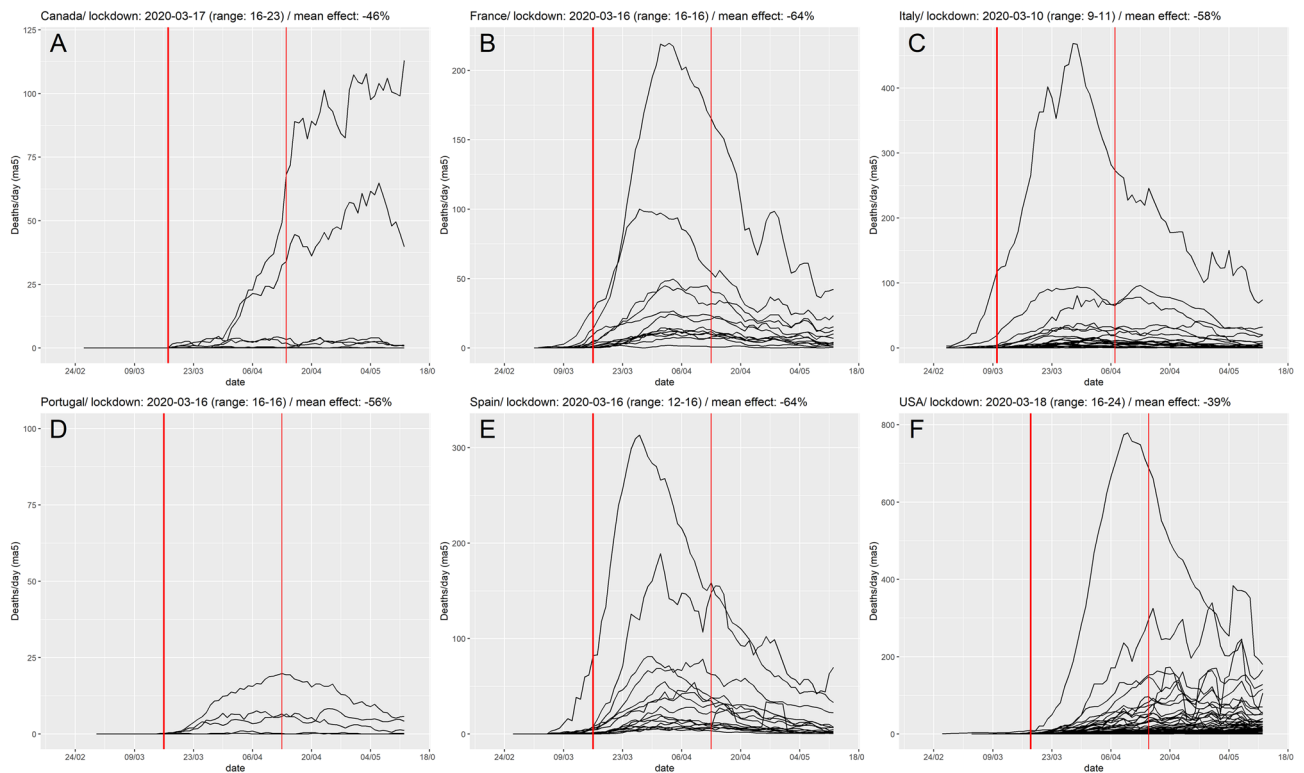 Canada/ lockdown: 2020-03-17 (range: 16-23) / mean effect: -46%
A
125
100
75
50
25
0
Deaths/day (ma5)
24/02 09/03 23/03 06/04 20/04 04/05 18/0
date
France/ lockdown: 2020-03-16 (range: 16-16) / mean effect: -64%
B
200
150
100
50
0
Deaths/day (ma5)
24/02 09/03 23/03 06/04 20/04 04/05 18/0
date
Italy/ lockdown: 2020-03-10 (range: 9-11) / mean effect: -58%
C
400
300
200
100
0
Deaths/day (ma5)
24/02 09/03 23/03 06/04 20/04 04/05 18/0
date
Portugal/ lockdown: 2020-03-16 (range: 16-16) / mean effect: -56%
D
100
75
50
25
0
Deaths/day (ma5)
24/02 09/03 23/03 06/04 20/04 04/05 18/0
date
Spain/ lockdown: 2020-03-16 (range: 12-16) / mean effect: -64%
E
300
200
100
0
Deaths/day (ma5)
24/02 09/03 23/03 06/04 20/04 04/05 18/0
date
USA/ lockdown: 2020-03-18 (range: 16-24) / mean effect: -39%
F
800
600
400
200
0
Deaths/day (ma5)
24/02 09/03 23/03 06/04 20/04 04/05 18/0
date